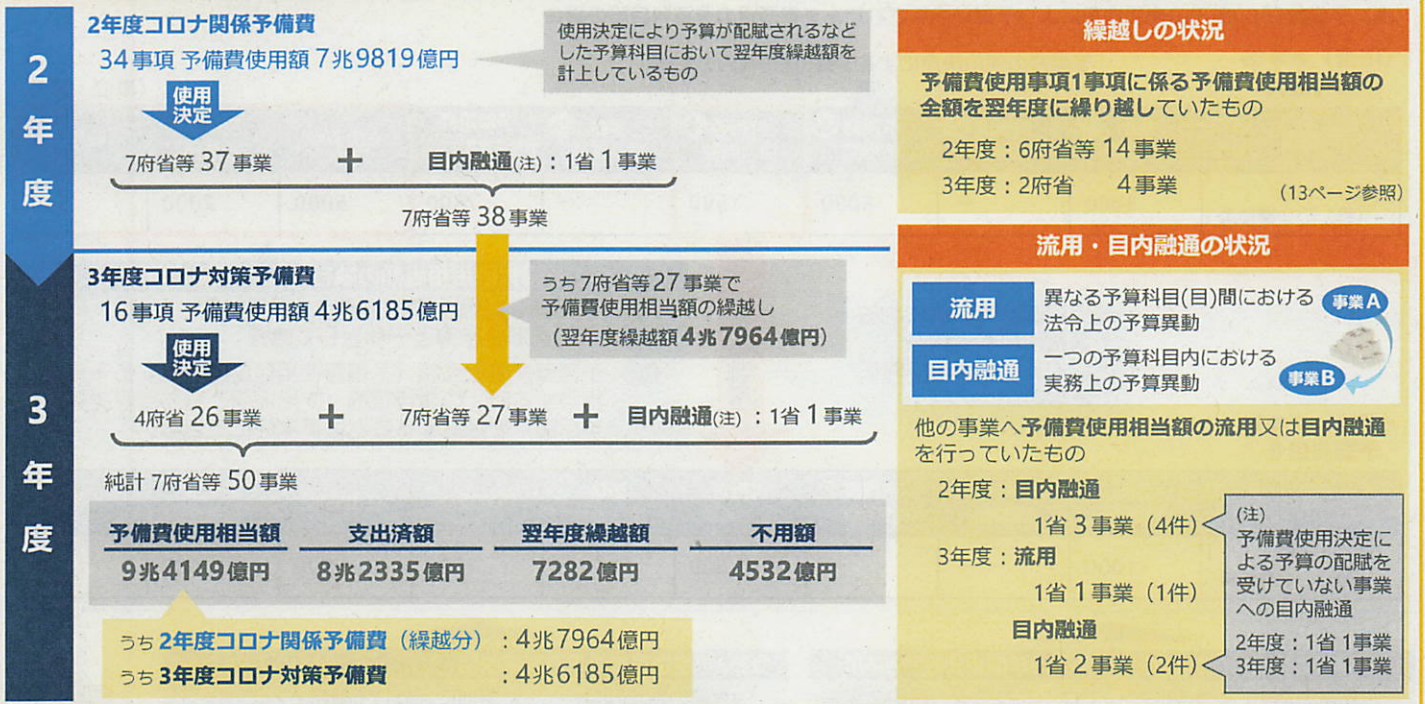 2年度
2年度コロナ関係予備費
34事項 予備費使用額 7兆9819億円
使用決定により予算が配賦されるなど
した予算科目において翌年度繰越額を
計上しているもの
使用
決定
7府省等 37事業 + 目内融通(注):1省 1事業
7府省等 38事業
3年度
3年度コロナ対策予備費
16事項 予備費使用額 4兆6185億円
うち7府省等27事業で
予備費使用相当額の繰越し
(翌年度繰越額4兆7964億円)
使用
決定
4府省 26事業 + 7府省等 27事業 + 目内融通(注):1省 1事業
純計 7府省等 50事業
予備費使用相当額 支出済額 翌年度繰越額 不用額
9兆4149億円 8兆2335億円 7282億円 4532億円
うち 2年度コロナ関係予備費(繰越分):4兆7964億円
うち 3年度コロナ対策予備費 :4兆6185億円
繰越しの状況
予備費使用事項1事項に係る予備費使用相当額の
全額を翌年度に繰り越していたもの
2年度:6府省等 14事業
3年度:2府省 4事業 (13ページ参照)
流用・目内融通の状況
流用 異なる予算科目(目)間における
法令上の予算異動
目内融通 一つの予算科目内における
実務上の予算異動
事業A
事業B
他の事業へ予備費使用相当額の流用又は目内融通
を行っていたもの
2年度:目内融通
1省 3事業(4件)
3年度:流用
1省 1事業(1件)
目内融通
1省 2事業(2件)
(注)
予備費使用決定に
よる予算の配賦を
受けていない事業
への目内融通
2年度:1省 1事業
3年度:1省 1事業